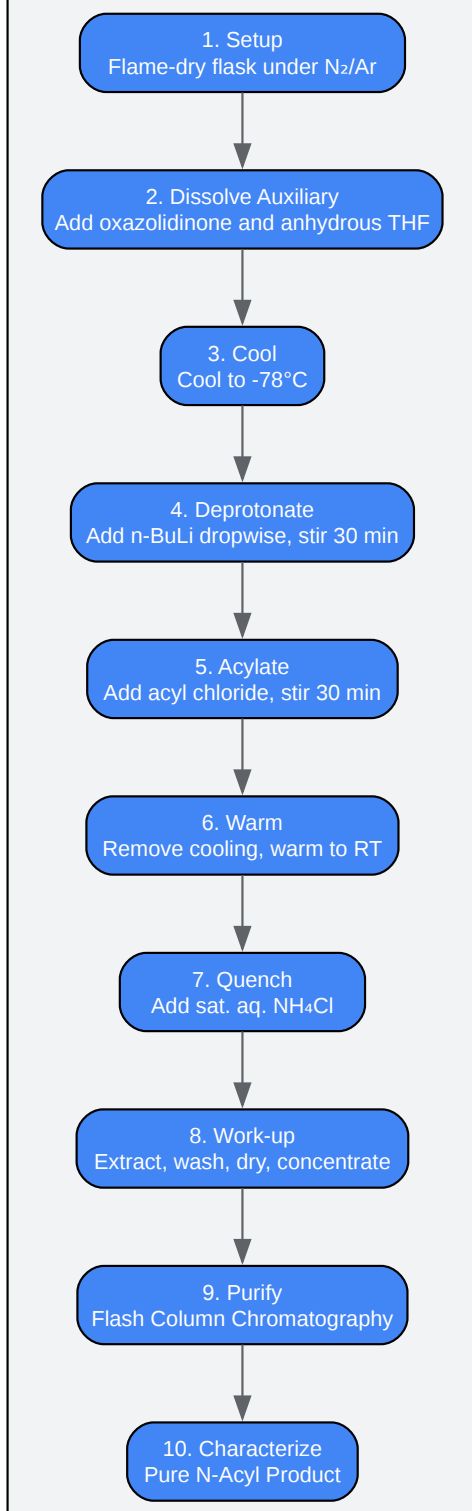 1. Setup
Flame-dry flask under N₂/Ar
2. Dissolve Auxiliary
Add oxazolidinone and anhydrous THF
3. Cool
Cool to -78°C
4. Deprotonate
Add n-BuLi dropwise, stir 30 min
5. Acylate
Add acyl chloride, stir 30 min
6. Warm
Remove cooling, warm to RT
7. Quench
Add sat. aq. NH₄Cl
8. Work-up
Extract, wash, dry, concentrate
9. Purify
Flash Column Chromatography
10. Characterize
Pure N-Acyl Product